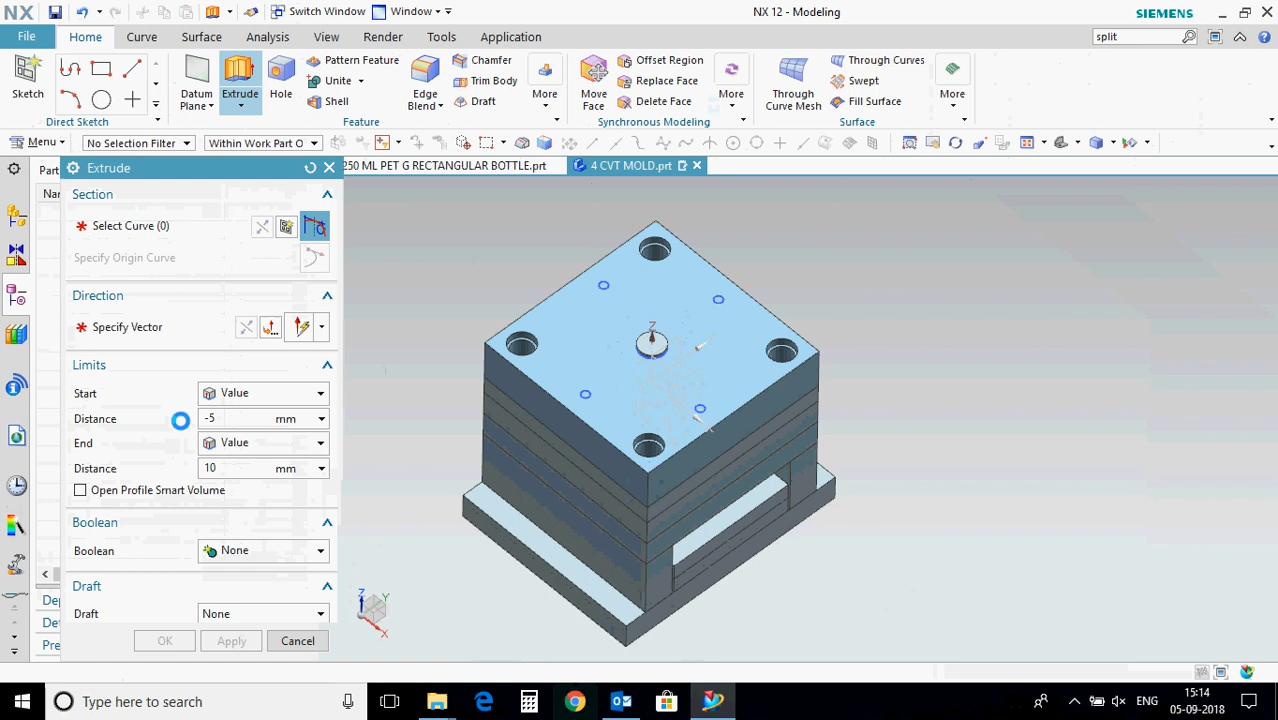 NX Switch Window Window NX 12 - Modeling SIEMENS
File Home Curve Surface Analysis View Render Tools Application split
Sketch
Direct Sketch
Datum Plane Extrude Hole
Pattern Feature
Unite
Shell
Edge Blend
Chamfer
Trim Body
Draft
More
Feature
Move Face
Offset Region
Replace Face
Delete Face
More
Synchronous Modeling
Through Curve Mesh
Through Curves
Swept
Fill Surface
More
Surface
Menu No Selection Filter Within Work Part O
Part
Extrude
250 ML PET G RECTANGULAR BOTTLE.prt 4 CVT MOLD.prt
Section
Select Curve (0)
Specify Origin Curve
Direction
Specify Vector
Limits
Start Value
Distance -5 mm
End Value
Distance 10 mm
Open Profile Smart Volume
Boolean
Boolean None
Draft
Draft None
OK Apply Cancel
Na
De
De
Pre
Z
Z
Y
X
Type here to search
ENG
15:14
05-09-2018